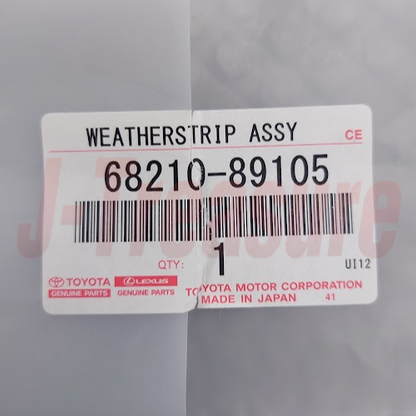 WEATHERSTRIP ASSY
CE
68210-89105
J-Treasure
QTY: 1
UI12
TOYOTA
GENUINE PARTS
LEXUS
GENUINE PARTS
TOYOTA MOTOR CORPORATION
MADE IN JAPAN 41